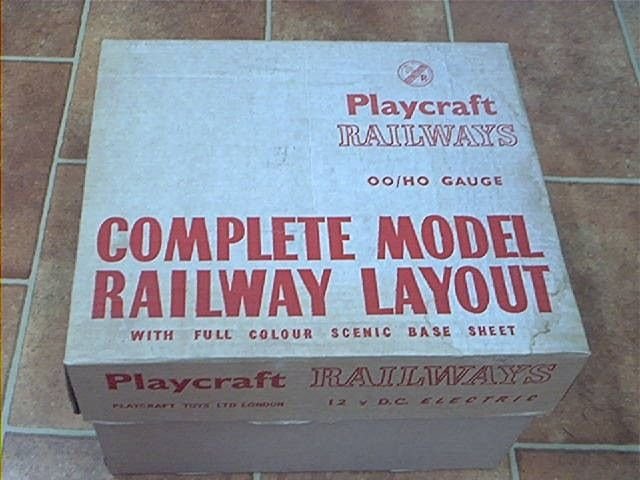 R
Playcraft
RAILWAYS
OO/HO GAUGE
COMPLETE MODEL
RAILWAY LAYOUT
WITH FULL COLOUR SCENIC BASE SHEET
Playcraft RAILWAYS
PLAYCRAFT TOYS LTD LONDON 12 v D.C. ELECTRIC